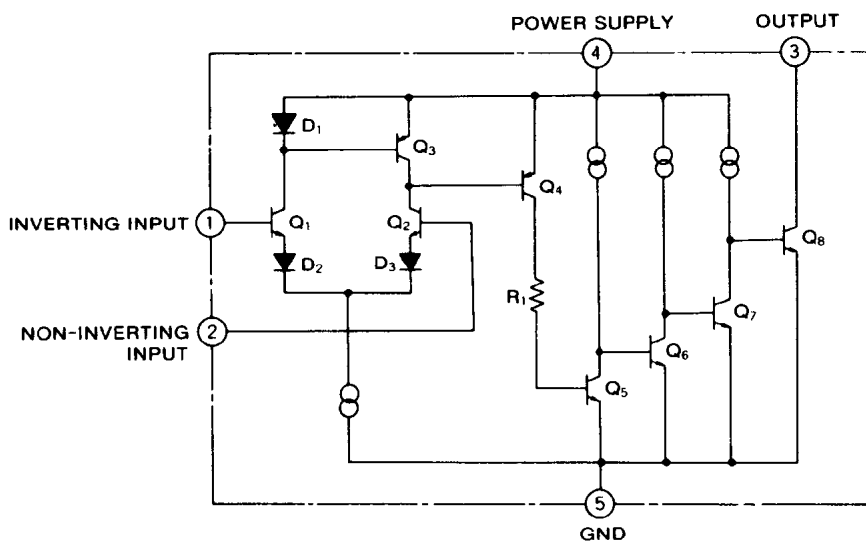 POWER SUPPLY
OUTPUT
4
3
D1
Q3
Q4
INVERTING INPUT
1
Q1
Q2
Q8
D2
D3
R1
NON-INVERTING
INPUT
2
Q7
Q6
Q5
5
GND